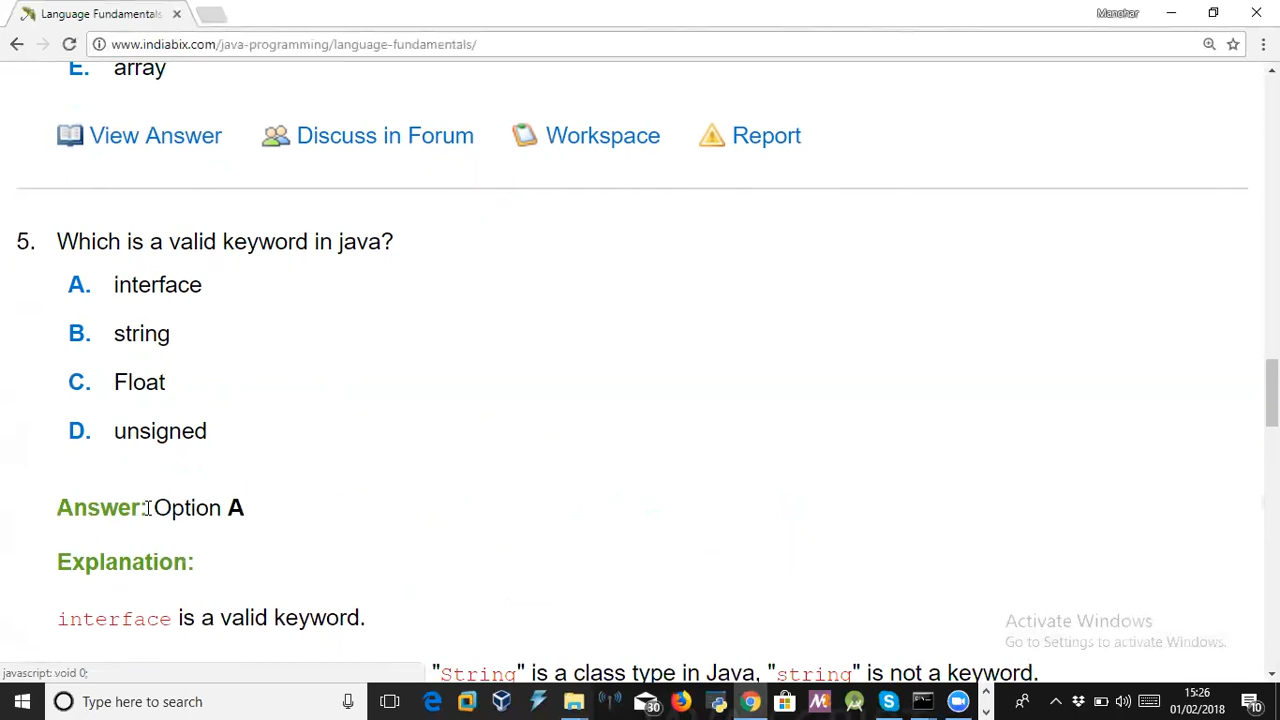 Language Fundamentals
Manohar
www.indiabix.com/java-programming/language-fundamentals/
E. array
View Answer Discuss in Forum Workspace Report
5. Which is a valid keyword in java?
A. interface
B. string
C. Float
D. unsigned
Answer: Option A
Explanation:
interface is a valid keyword.
Activate Windows
Go to Settings to activate Windows.
javascript:void 0;
"String" is a class type in Java, "string" is not a keyword.
Type here to search
30
15:26
01/02/2018
10